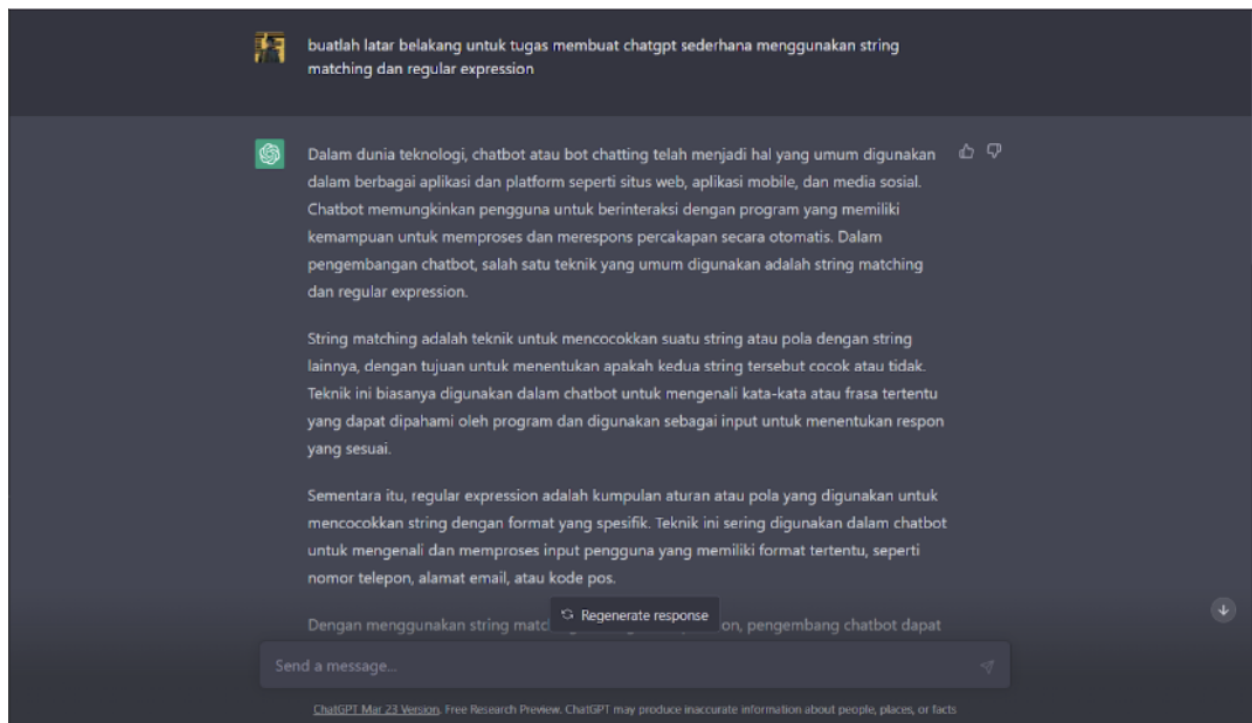 buatlah latar belakang untuk tugas membuat chatgpt sederhana menggunakan string
matching dan regular expression
Dalam dunia teknologi, chatbot atau bot chatting telah menjadi hal yang umum digunakan
dalam berbagai aplikasi dan platform seperti situs web, aplikasi mobile, dan media sosial.
Chatbot memungkinkan pengguna untuk berinteraksi dengan program yang memiliki
kemampuan untuk memproses dan merespons percakapan secara otomatis. Dalam
pengembangan chatbot, salah satu teknik yang umum digunakan adalah string matching
dan regular expression.
String matching adalah teknik untuk mencocokkan suatu string atau pola dengan string
lainnya, dengan tujuan untuk menentukan apakah kedua string tersebut cocok atau tidak.
Teknik ini biasanya digunakan dalam chatbot untuk mengenali kata-kata atau frasa tertentu
yang dapat dipahami oleh program dan digunakan sebagai input untuk menentukan respon
yang sesuai.
Sementara itu, regular expression adalah kumpulan aturan atau pola yang digunakan untuk
mencocokkan string dengan format yang spesifik. Teknik ini sering digunakan dalam chatbot
untuk mengenali dan memproses input pengguna yang memiliki format tertentu, seperti
nomor telepon, alamat email, atau kode pos.
Regenerate response
Dengan menggunakan string matc on, pengembang chatbot dapat
Send a message...
ChatGPT Mar 23 Version. Free Research Preview. ChatGPT may produce inaccurate information about people, places, or facts